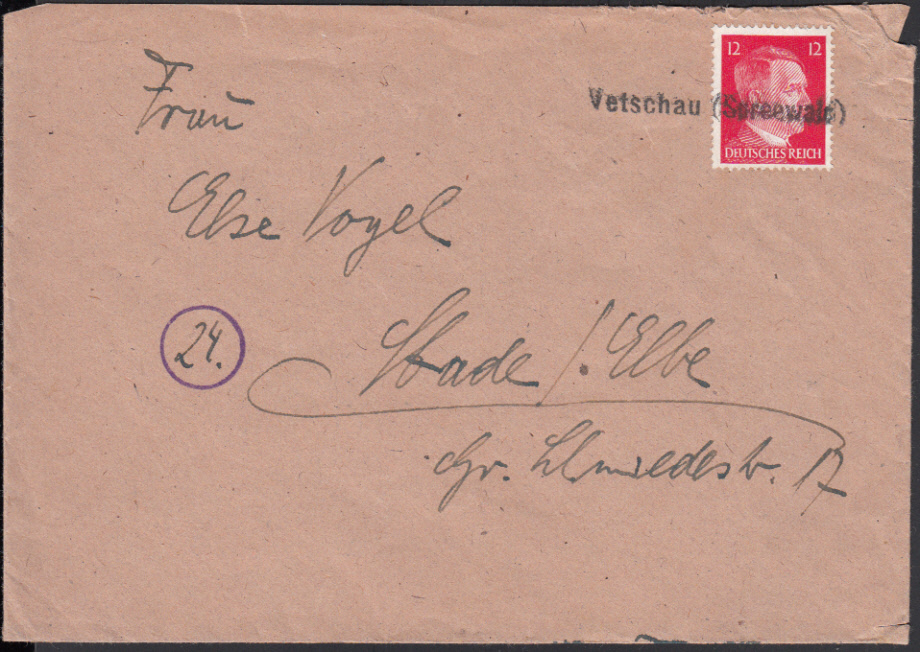 12 12
Vetschau (Spreewald)
DEUTSCHES REICH
Frau
Else Vogel
24.
Stade / Elbe
Gr. Schmiedestr. 17